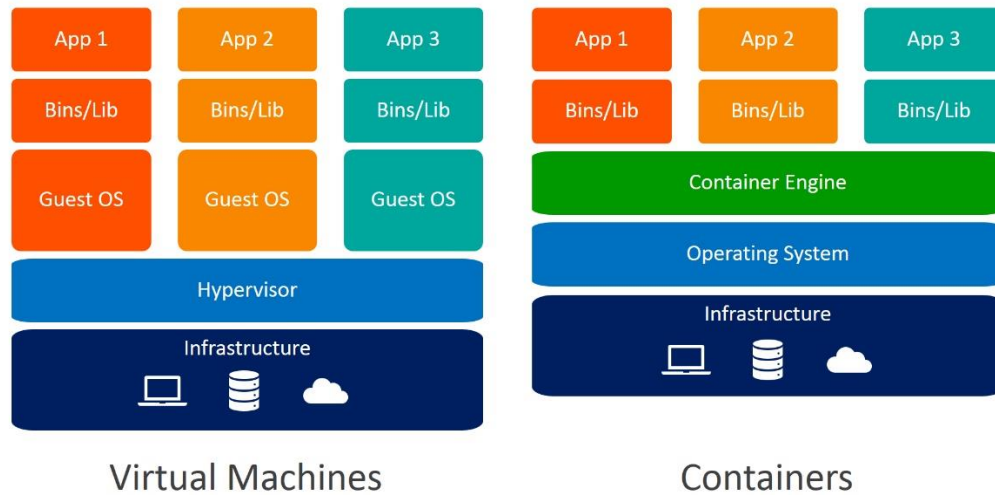 App 1
App 2
App 3
Bins/Lib
Bins/Lib
Bins/Lib
Guest OS
Guest OS
Guest OS
Hypervisor
Infrastructure
Virtual Machines
App 1
App 2
App 3
Bins/Lib
Bins/Lib
Bins/Lib
Container Engine
Operating System
Infrastructure
Containers